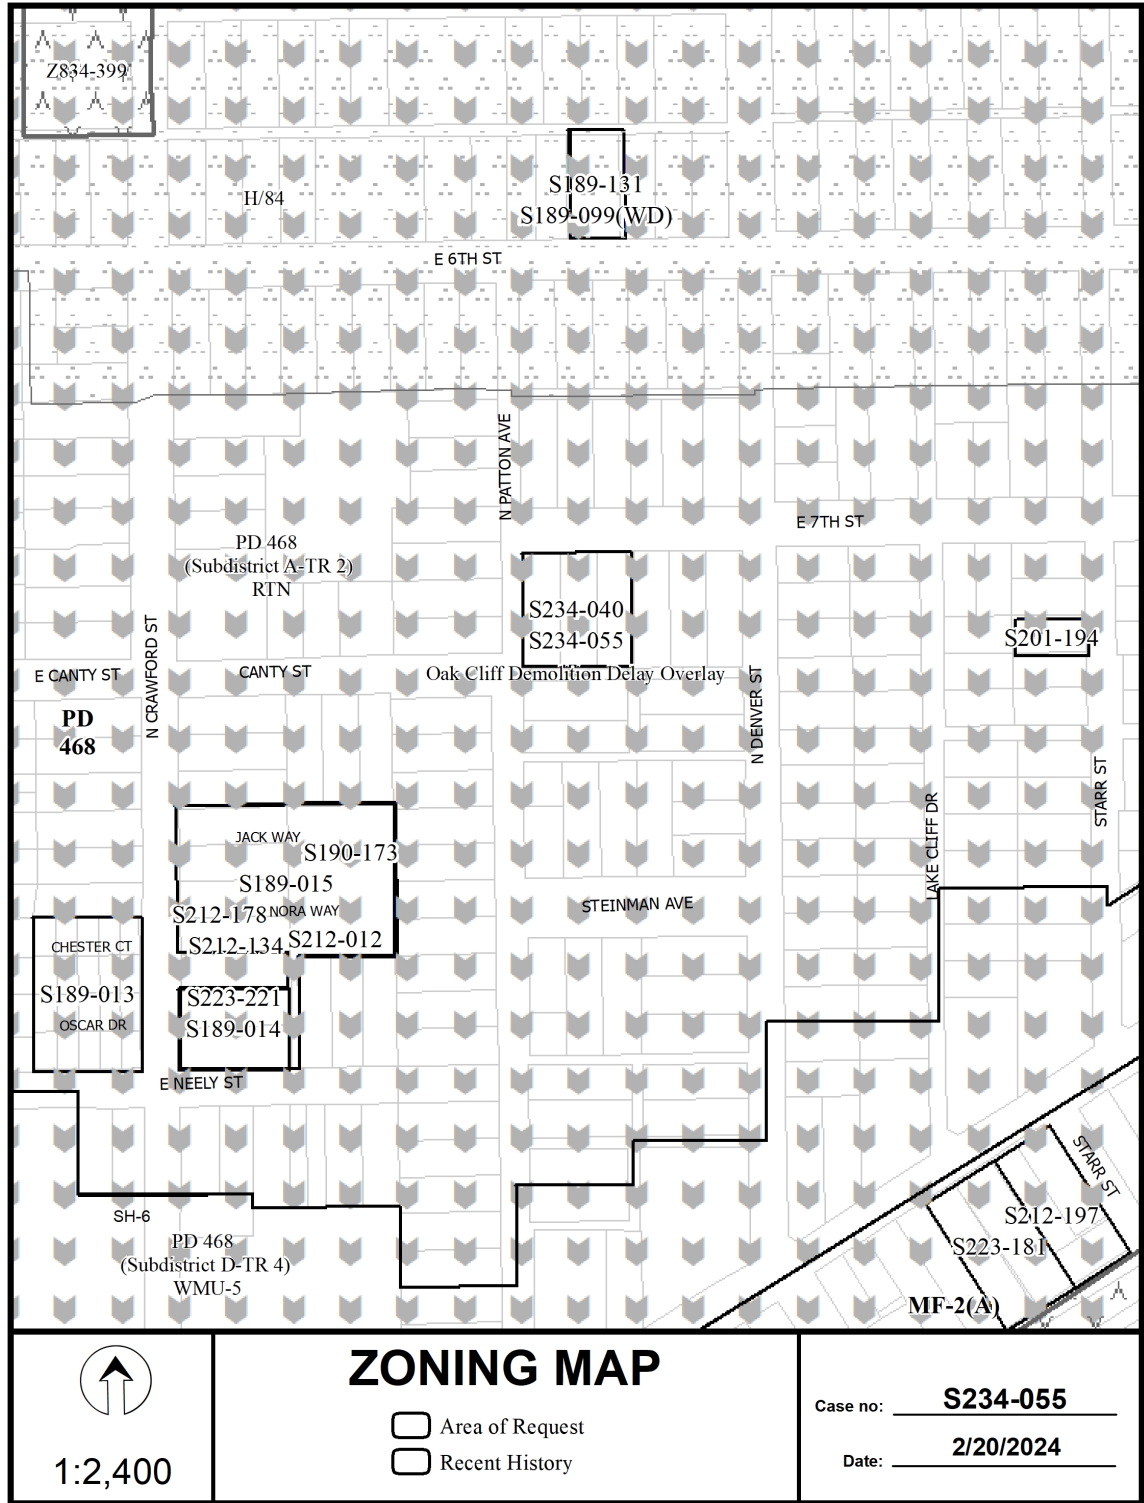 Z834-399
H/84
S189-131
S189-099(WD)
E 6TH ST
N PATTON AVE
E 7TH ST
PD 468
(Subdistrict A-TR 2)
RTN
S234-040
S234-055
S201-194
N CRAWFORD ST
E CANTY ST
CANTY ST
Oak Cliff Demolition Delay Overlay
N DENVER ST
PD
468
STARR ST
LAKE CLIFF DR
JACK WAY
S190-173
S189-015
S212-178
NORA WAY
STEINMAN AVE
S212-134
S212-012
CHESTER CT
S189-013
OSCAR DR
S223-221
S189-014
E NEELY ST
STARR ST
SH-6
S212-197
PD 468
(Subdistrict D-TR 4)
WMU-5
S223-181
MF-2(A)
1:2,400
ZONING MAP
Area of Request
Recent History
Case no: S234-055
Date: 2/20/2024